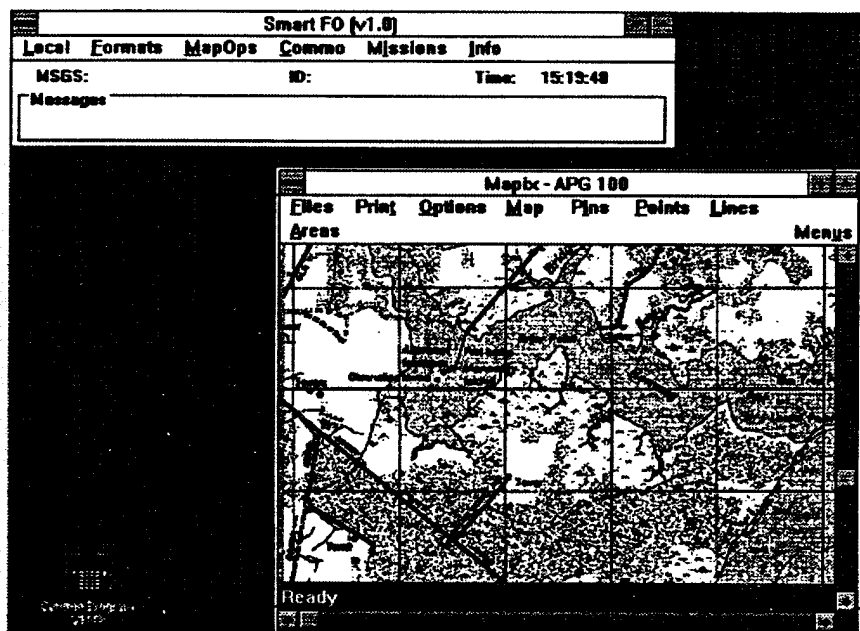 Smart FO (v1.0)
Local Formats MapOps Commo Missions Info
MSGS: ID: Time: 15:19:48
Messages
Mapix - APG 100
Files Print Options Map Pins Points Lines
Areas Menus
Tower
Ready